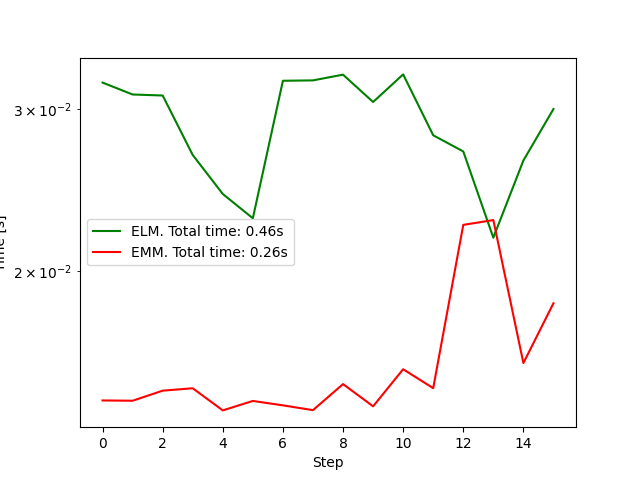 3 × 10⁻²
2 × 10⁻²
ELM. Total time: 0.46s
EMM. Total time: 0.26s
0 2 4 6 8 10 12 14
Step